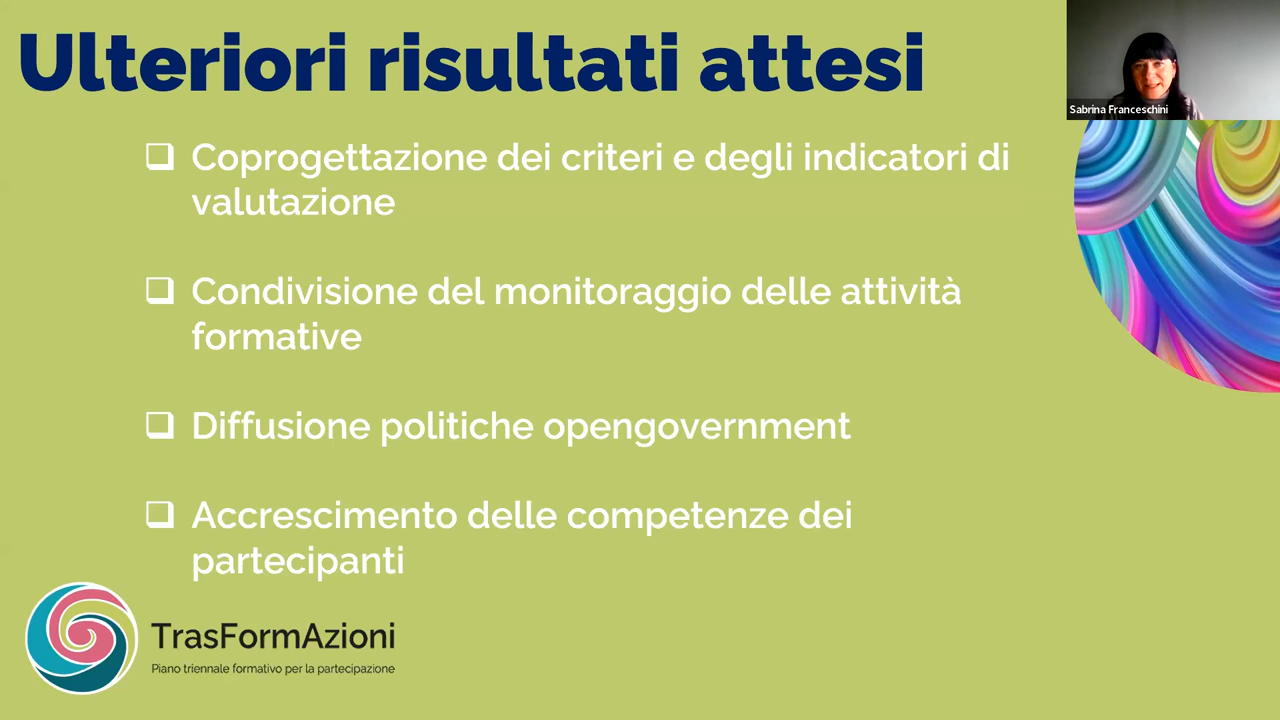 Ulteriori risultati attesi
Sabrina Franceschini
Coprogettazione dei criteri e degli indicatori di
valutazione
Condivisione del monitoraggio delle attività
formative
Diffusione politiche opengovernment
Accrescimento delle competenze dei
partecipanti
TrasFormAzioni
Piano triennale formativo per la partecipazione